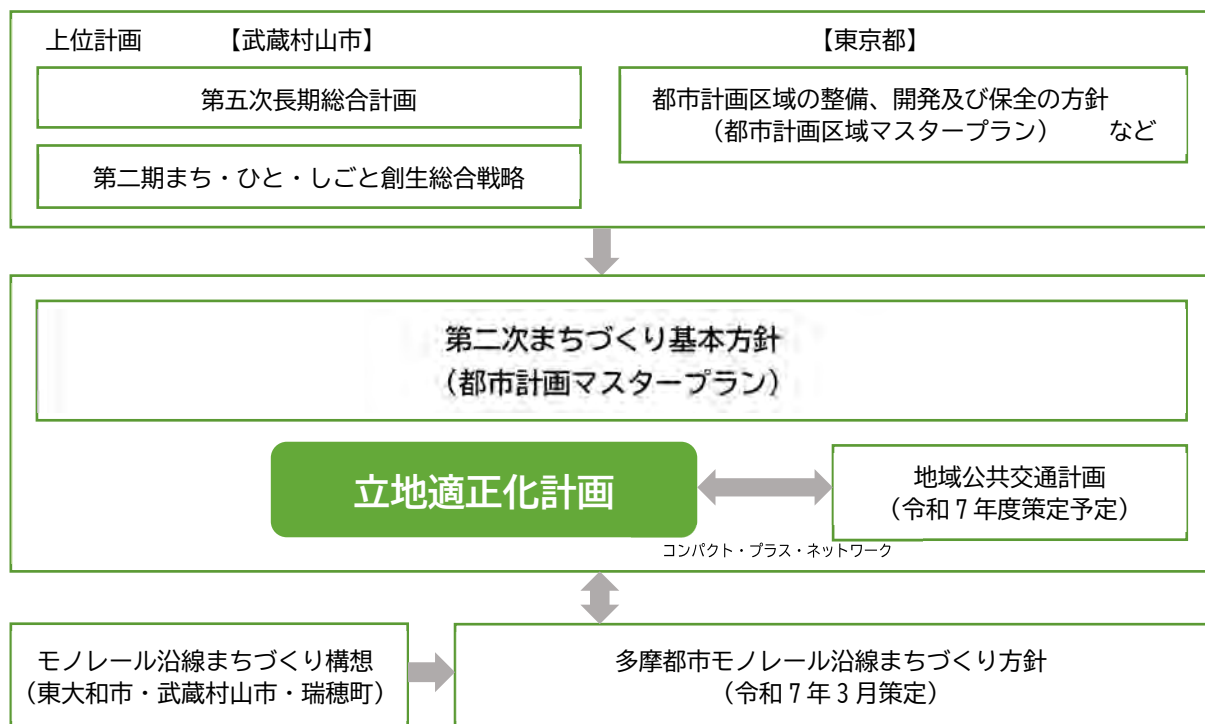 上位計画 【武蔵村山市】 【東京都】
第五次長期総合計画
第二期まち・ひと・しごと創生総合戦略
都市計画区域の整備、開発及び保全の方針
（都市計画区域マスタープラン） など
第二次まちづくり基本方針
（都市計画マスタープラン）
立地適正化計画
地域公共交通計画
（令和７年度策定予定）
コンパクト・プラス・ネットワーク
モノレール沿線まちづくり構想
（東大和市・武蔵村山市・瑞穂町）
多摩都市モノレール沿線まちづくり方針
（令和７年３月策定）